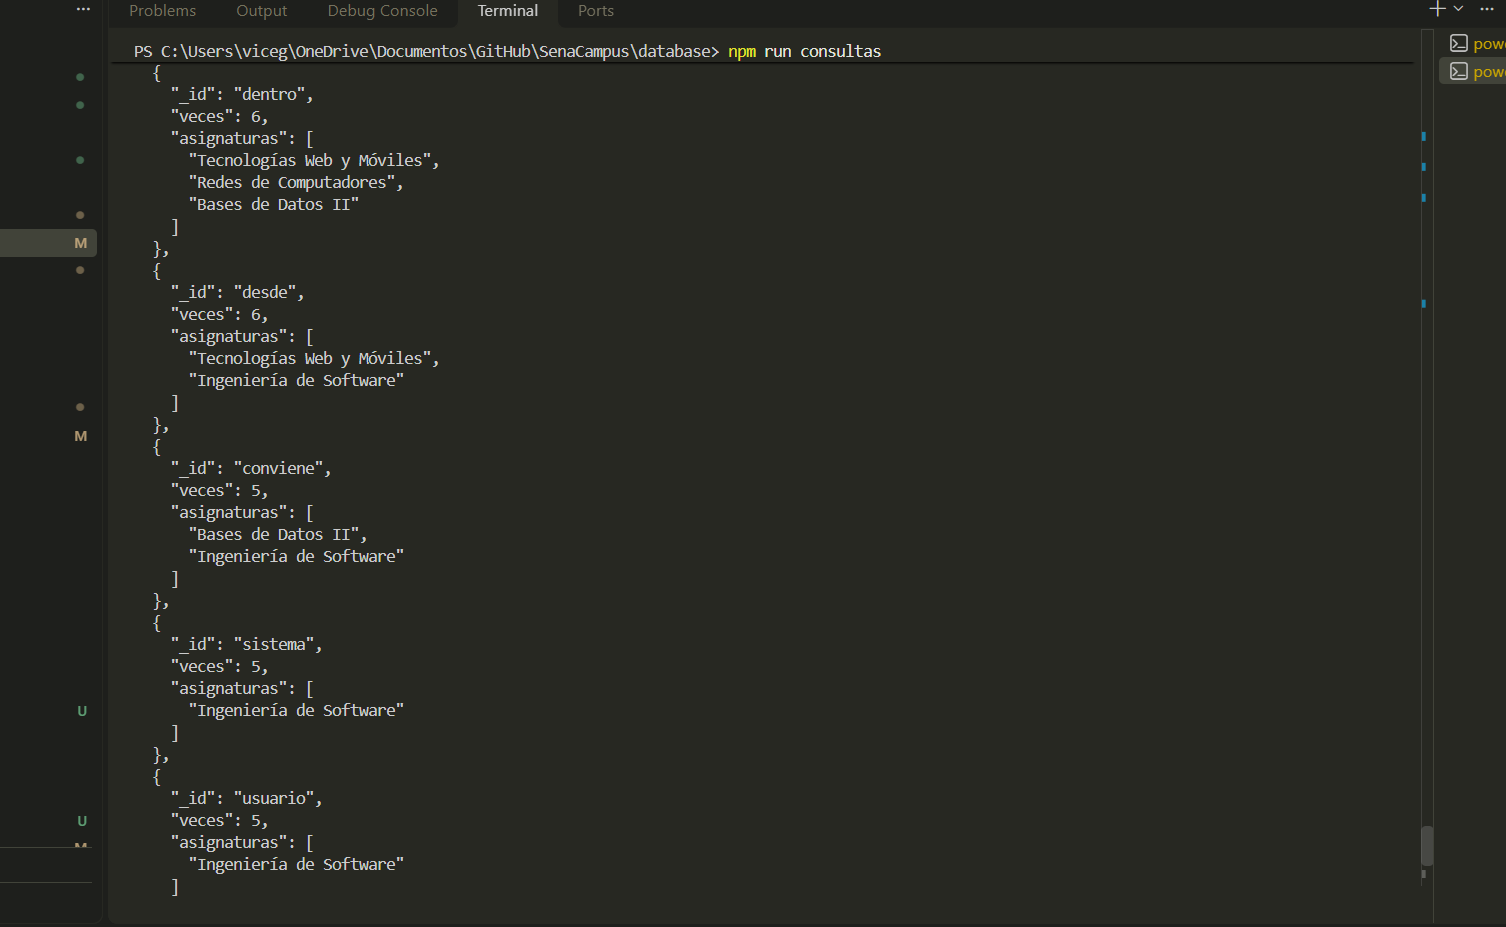 Problems Output Debug Console Terminal Ports
PS C:\Users\viceg\OneDrive\Documentos\GitHub\SenaCampus\database> npm run consultas
{
"_id": "dentro",
"veces": 6,
"asignaturas": [
"Tecnologías Web y Móviles",
"Redes de Computadores",
"Bases de Datos II"
]
},
{
"_id": "desde",
"veces": 6,
"asignaturas": [
"Tecnologías Web y Móviles",
"Ingeniería de Software"
]
},
{
"_id": "conviene",
"veces": 5,
"asignaturas": [
"Bases de Datos II",
"Ingeniería de Software"
]
},
{
"_id": "sistema",
"veces": 5,
"asignaturas": [
"Ingeniería de Software"
]
},
{
"_id": "usuario",
"veces": 5,
"asignaturas": [
"Ingeniería de Software"
]
M
M
U
U
M
pow
pow